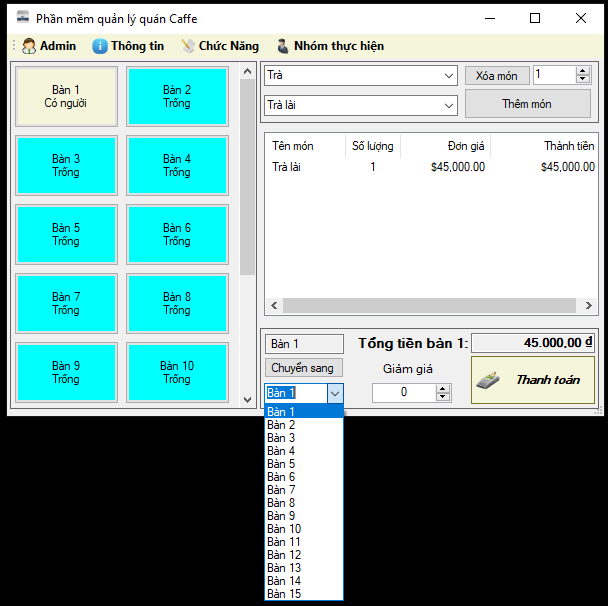 Phần mềm quản lý quán Caffe
Admin Thông tin Chức Năng Nhóm thực hiện
Bàn 1
Có người
Bàn 2
Trống
Bàn 3
Trống
Bàn 4
Trống
Bàn 5
Trống
Bàn 6
Trống
Bàn 7
Trống
Bàn 8
Trống
Bàn 9
Trống
Bàn 10
Trống
Trà
Xóa món
1
Trà lài
Thêm món
Tên món Số lượng Đơn giá Thành tiền
Trà lài 1 $45,000.00 $45,000.00
Bàn 1
Tổng tiền bàn 1: 45.000,00 ₫
Chuyển sang
Giảm giá
Thanh toán
Bàn 1
0
Bàn 1
Bàn 2
Bàn 3
Bàn 4
Bàn 5
Bàn 6
Bàn 7
Bàn 8
Bàn 9
Bàn 10
Bàn 11
Bàn 12
Bàn 13
Bàn 14
Bàn 15